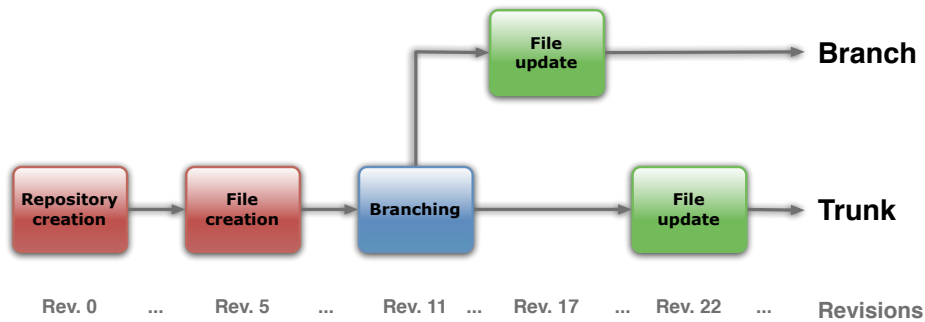 File
update
Branch
Repository
creation
File
creation
Branching
File
update
Trunk
Rev. 0 ... Rev. 5 ... Rev. 11 ... Rev. 17 ... Rev. 22 ... Revisions